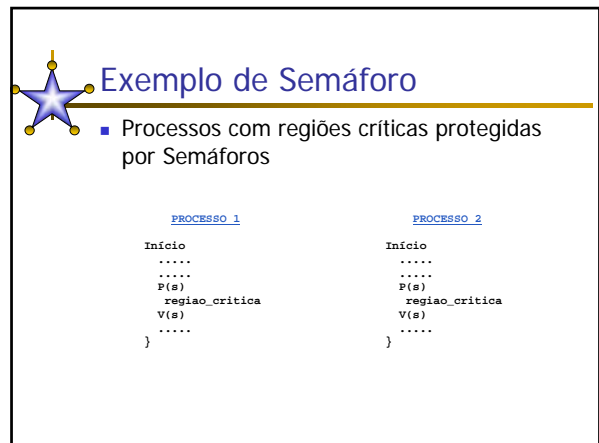 Exemplo de Semáforo
Processos com regiões críticas protegidas
por Semáforos
PROCESSO 1
Início
.....
.....
P(s)
regiao_critica
V(s)
.....
}
PROCESSO 2
Início
.....
.....
P(s)
regiao_critica
V(s)
.....
}